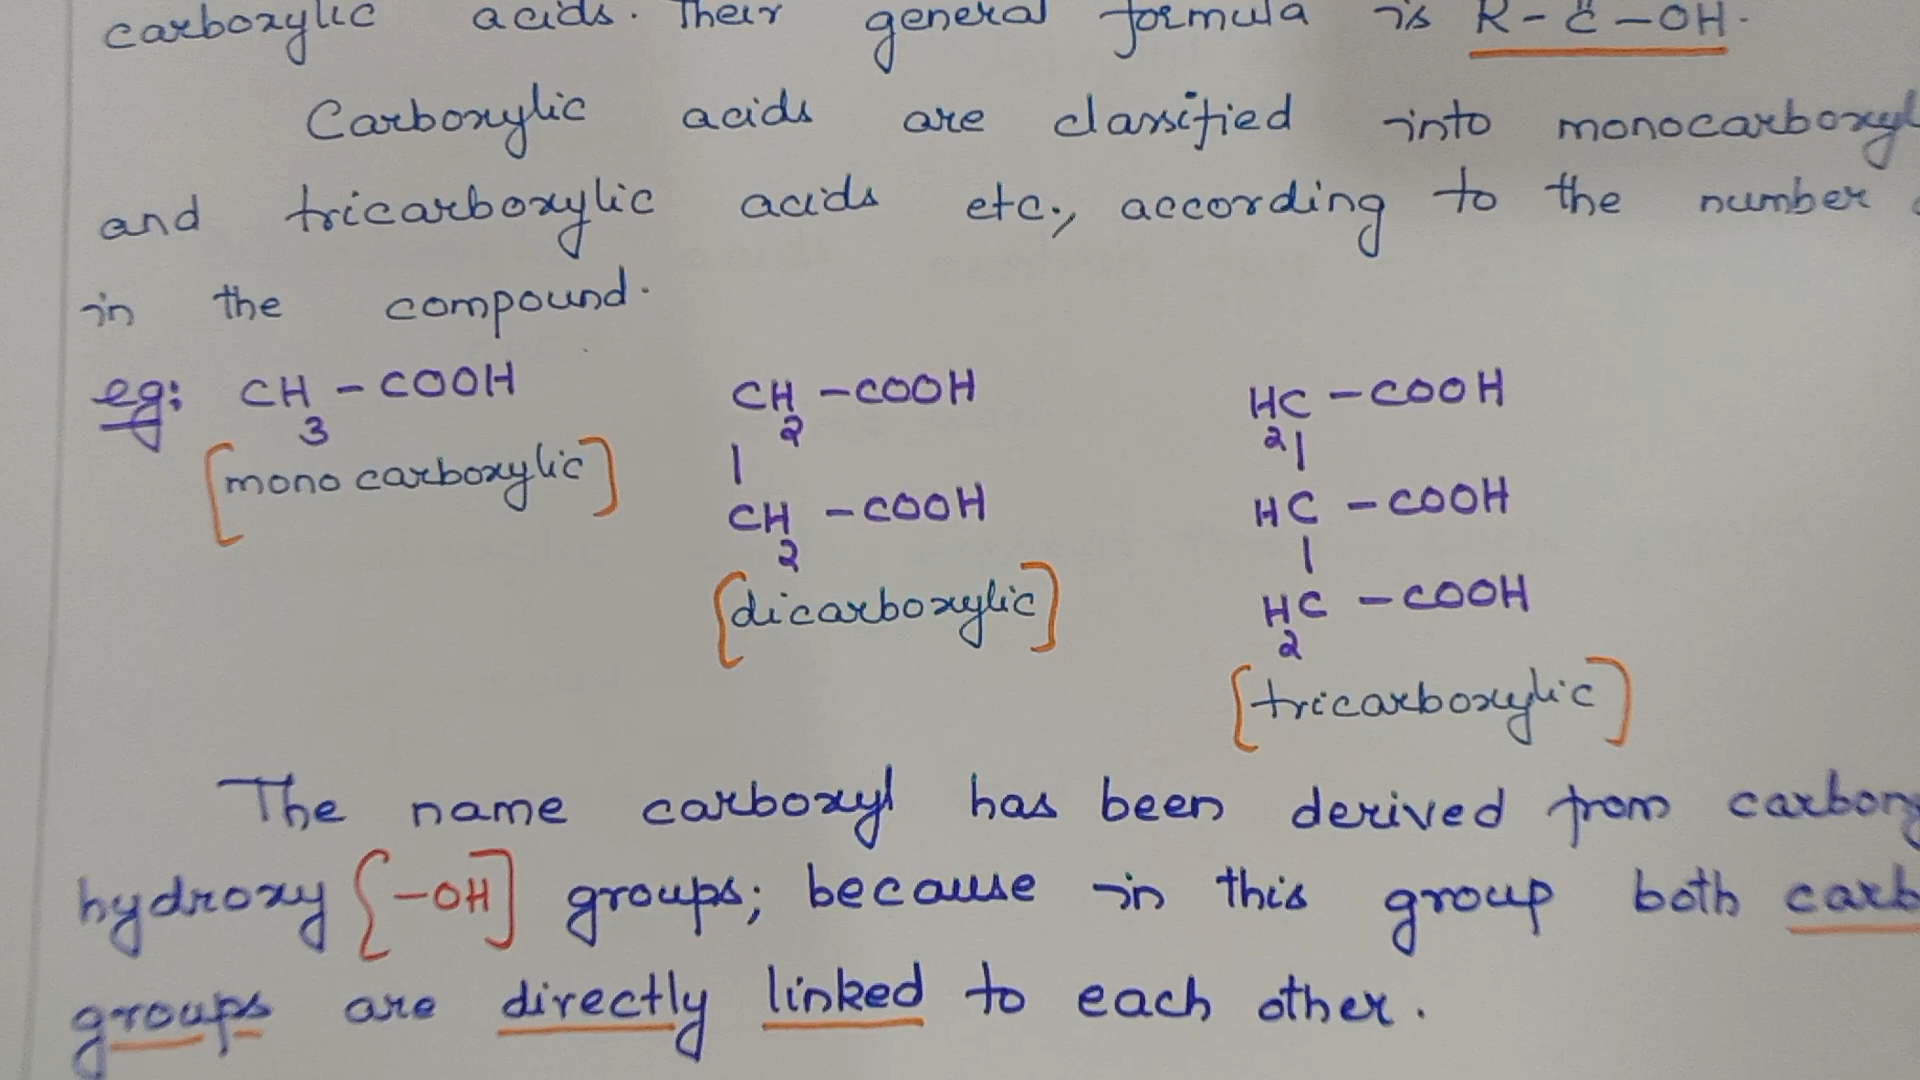 carboxylic acids. Their general formula is R-C-OH.
Carboxylic acids are classified into monocarboxyl
and tricarboxylic acids etc., according to the number
in the compound.
eg: CH3-COOH CH2-COOH H2C-COOH
[mono carboxylic] | |
CH2-COOH HC-COOH
|
[dicarboxylic] H2C-COOH
[tricarboxylic]
The name carboxyl has been derived from carbony
hydroxy [-OH] groups; because in this group both carb
groups are directly linked to each other.